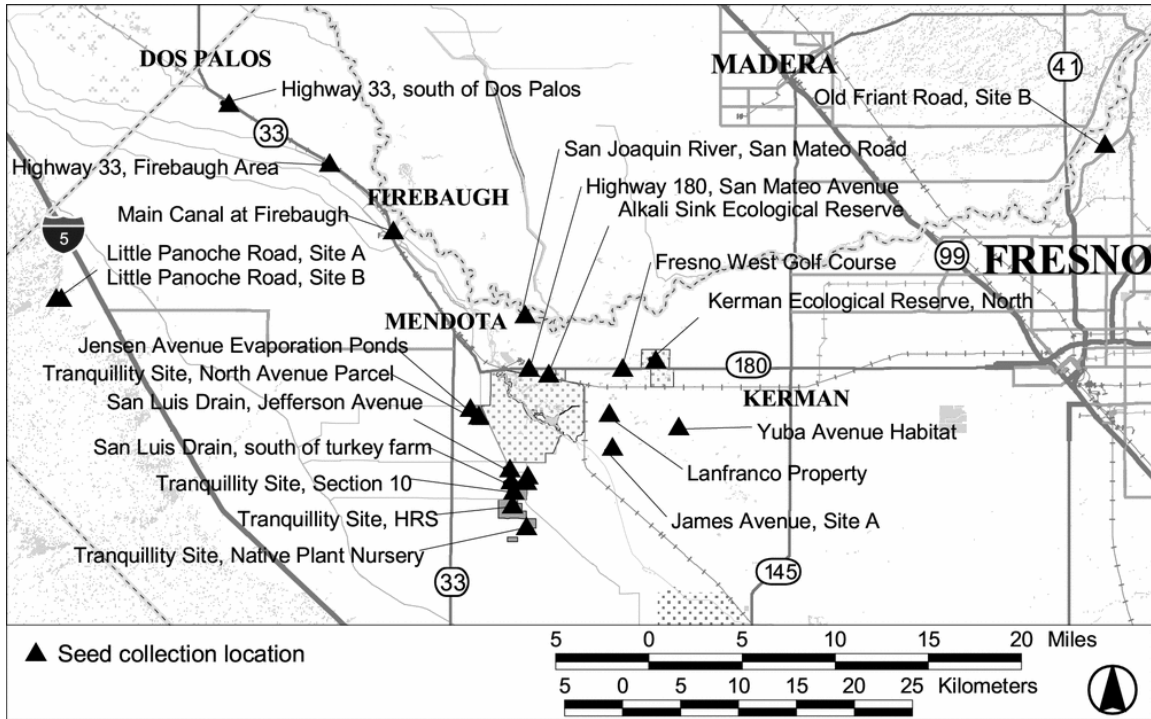 DOS PALOS
MADERA
41
Highway 33, south of Dos Palos
Old Friant Road, Site B
33
San Joaquin River, San Mateo Road
Highway 33, Firebaugh Area
Highway 180, San Mateo Avenue
FIREBAUGH
Alkali Sink Ecological Reserve
Main Canal at Firebaugh
5
Little Panoche Road, Site A
99
FRESNO
Fresno West Golf Course
Little Panoche Road, Site B
Kerman Ecological Reserve, North
MENDOTA
Jensen Avenue Evaporation Ponds
180
Tranquillity Site, North Avenue Parcel
KERMAN
San Luis Drain, Jefferson Avenue
Yuba Avenue Habitat
San Luis Drain, south of turkey farm
Lanfranco Property
Tranquillity Site, Section 10
Tranquillity Site, HRS
James Avenue, Site A
Tranquillity Site, Native Plant Nursery
33
145
5 0 5 10 15 20 Miles
Seed collection location
5 0 5 10 15 20 25 Kilometers